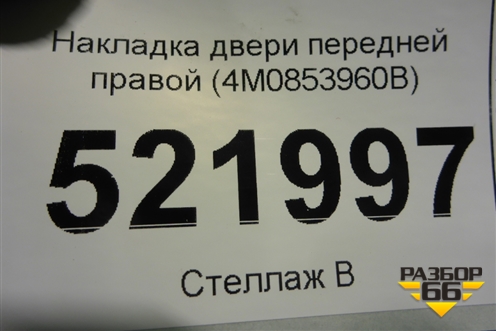 Накладка двери передней
правой (4M0853960B)
521997
Стеллаж В
РАЗБОР
66